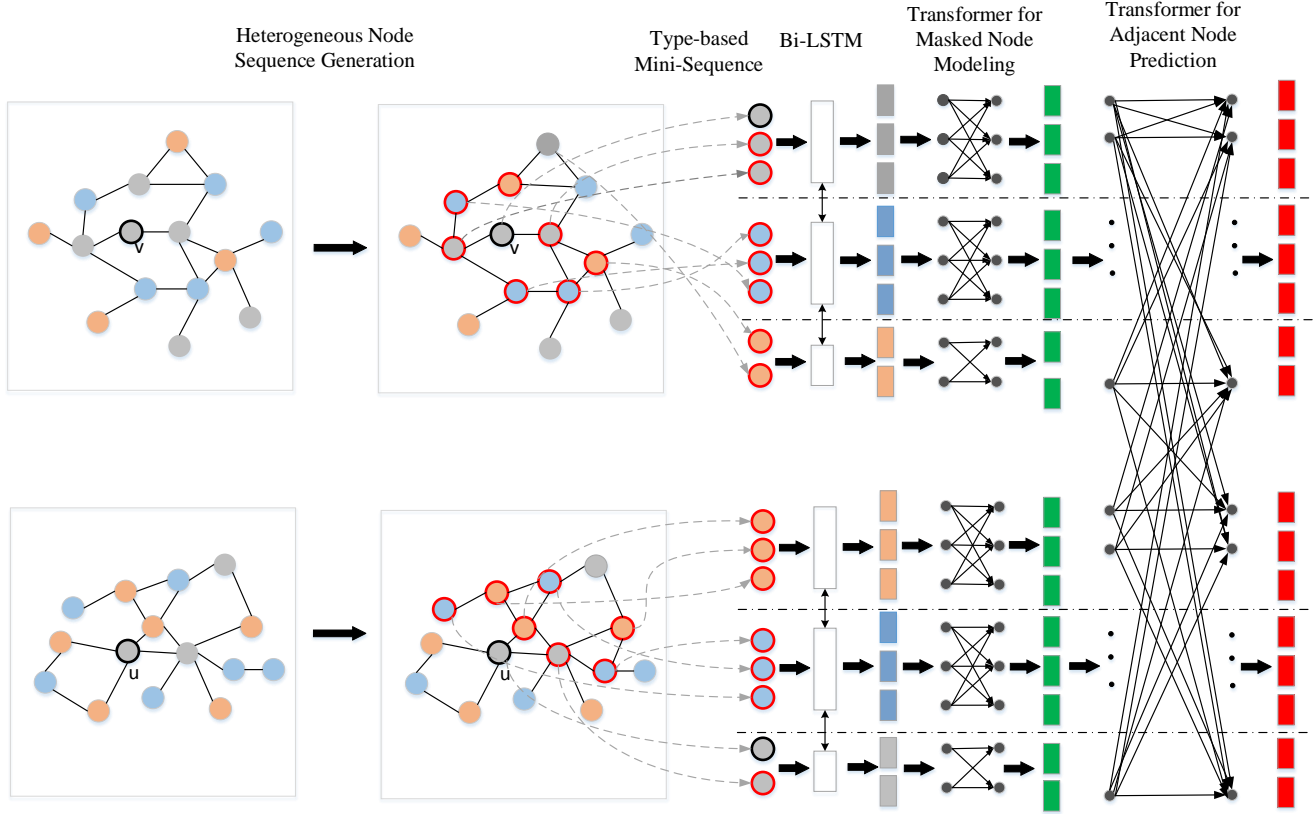 Heterogeneous Node
Sequence Generation
Type-based
Mini-Sequence
Bi-LSTM
Transformer for
Masked Node
Modeling
Transformer for
Adjacent Node
Prediction
v
v
u
u